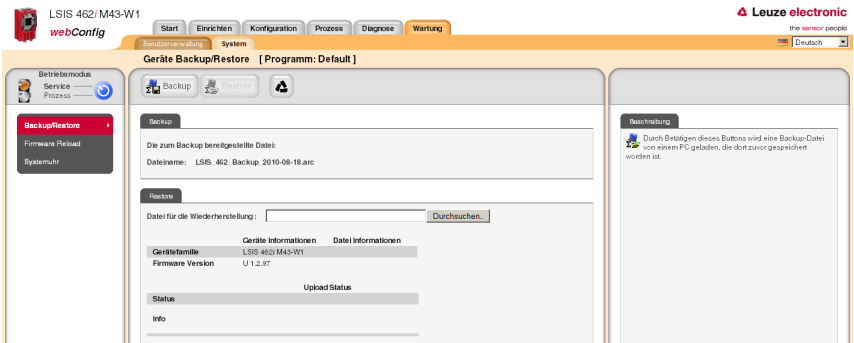 LSIS 462i M43-W1
webConfig
Start Einrichten Konfiguration Prozess Diagnose Wartung
Leuze electronic
the sensor people
Benutzerverwaltung System
Deutsch
Geräte Backup/Restore [ Programm: Default ]
Betriebsmodus
Service
Prozess
Backup Restore
Backup/Restore
Firmware Reload
Systemuhr
Backup
Die zum Backup bereitgestellte Datei:
Dateiname: LSIS_462_Backup_2010-08-18.arc
Restore
Datei für die Wiederherstellung : Durchsuchen...
Geräte Informationen Datei Informationen
Gerätefamilie LSIS 462i M43-W1
Firmware Version U 1.2.97
Upload Status
Status
Info
Beschreibung
Durch Betätigen dieses Buttons wird eine Backup-Datei
von einem PC geladen, die dort zuvor gespeichert
worden ist.